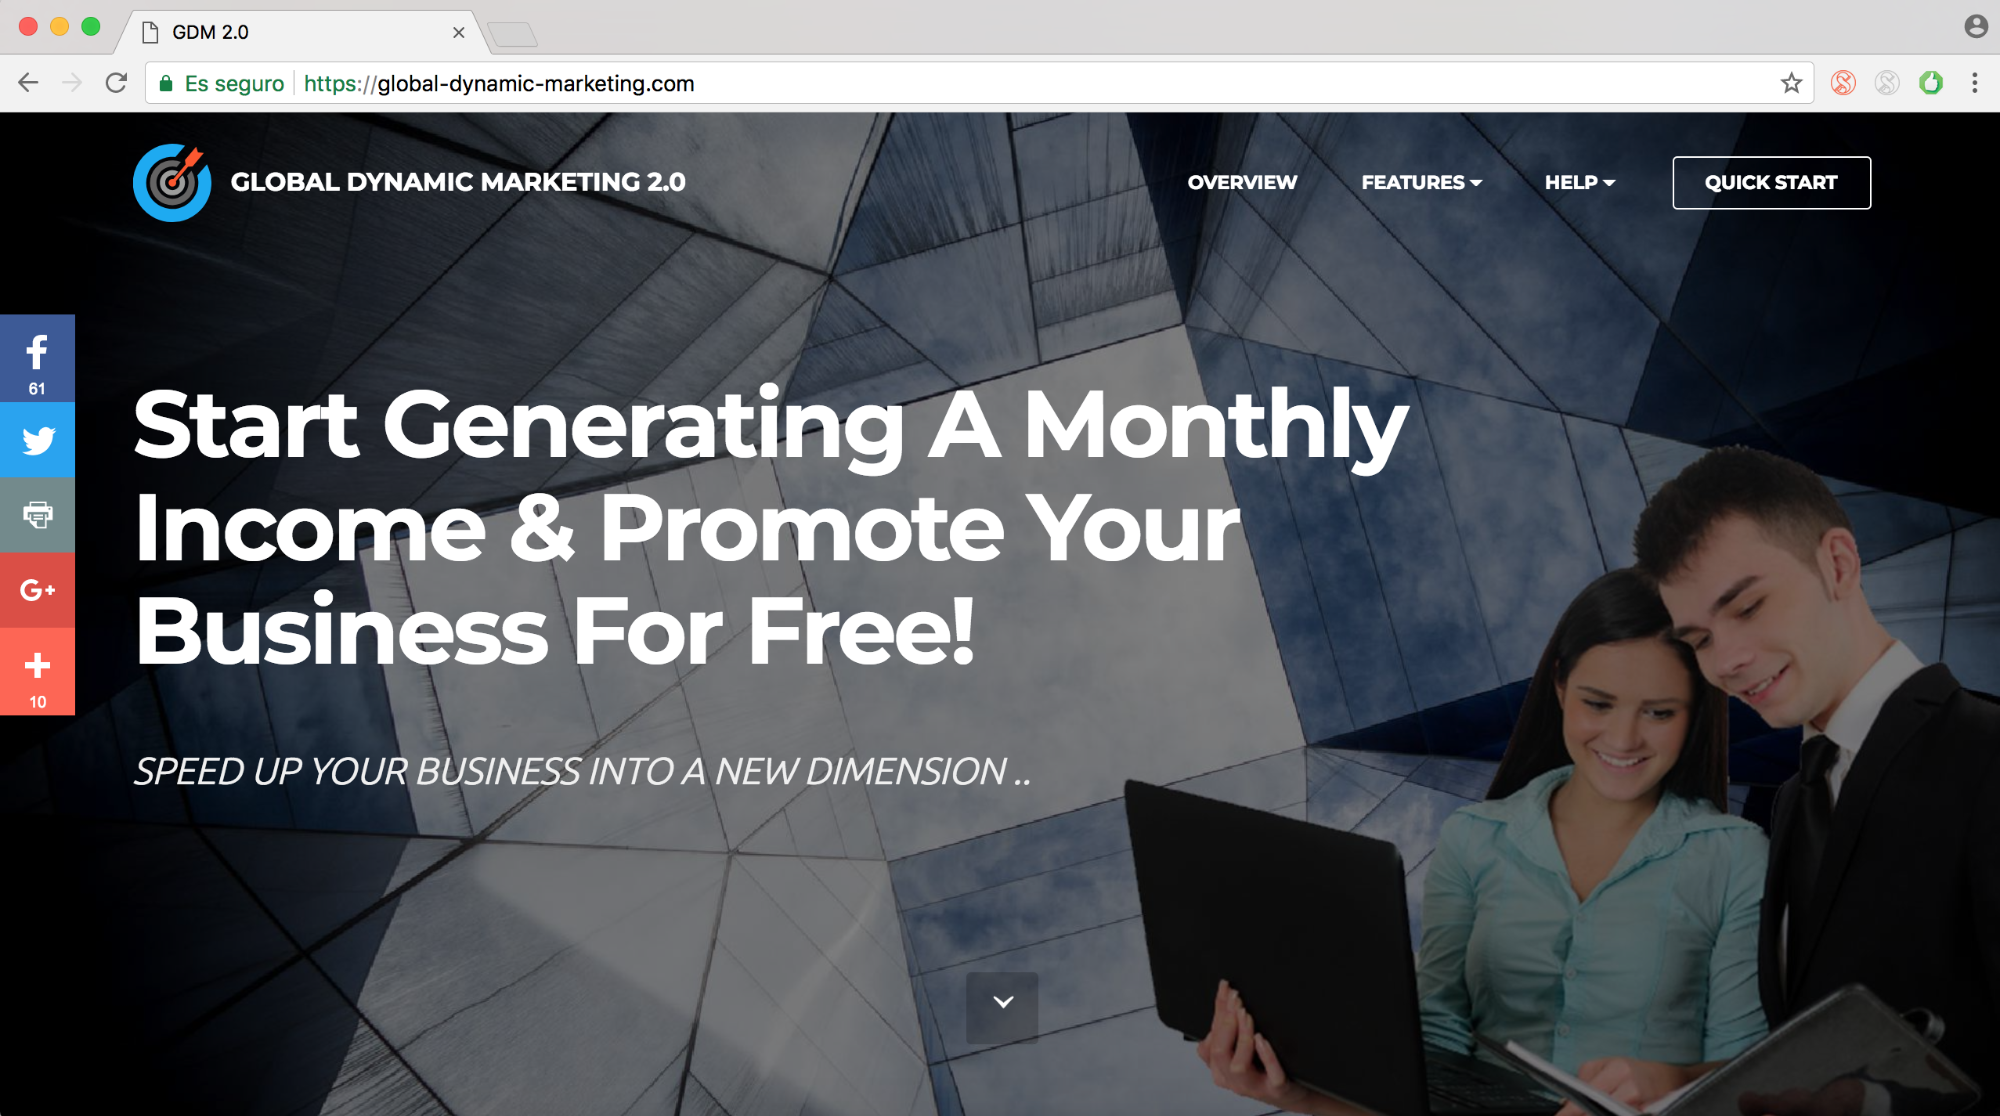 GDM 2.0
Es seguro
https://global-dynamic-marketing.com
GLOBAL DYNAMIC MARKETING 2.0
OVERVIEW
FEATURES
HELP
QUICK START
61
G+
10
Start Generating A Monthly
Income & Promote Your
Business For Free!
SPEED UP YOUR BUSINESS INTO A NEW DIMENSION ..